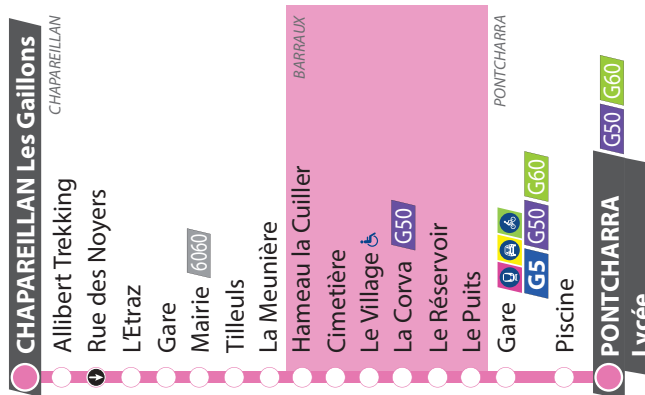 CHAPAREILLAN Les Gaillons
CHAPAREILLAN
Allibert Trekking
Rue des Noyers
L'Etraz
Gare
Mairie 6060
Tilleuls
La Meunière
BARRAUX
Hameau la Cuiller
Cimetière
Le Village
La Corva G50
Le Réservoir
Le Puits
PONTCHARRA
Gare
G5 G50 G60
Piscine
PONTCHARRA G50 G60
Lycée